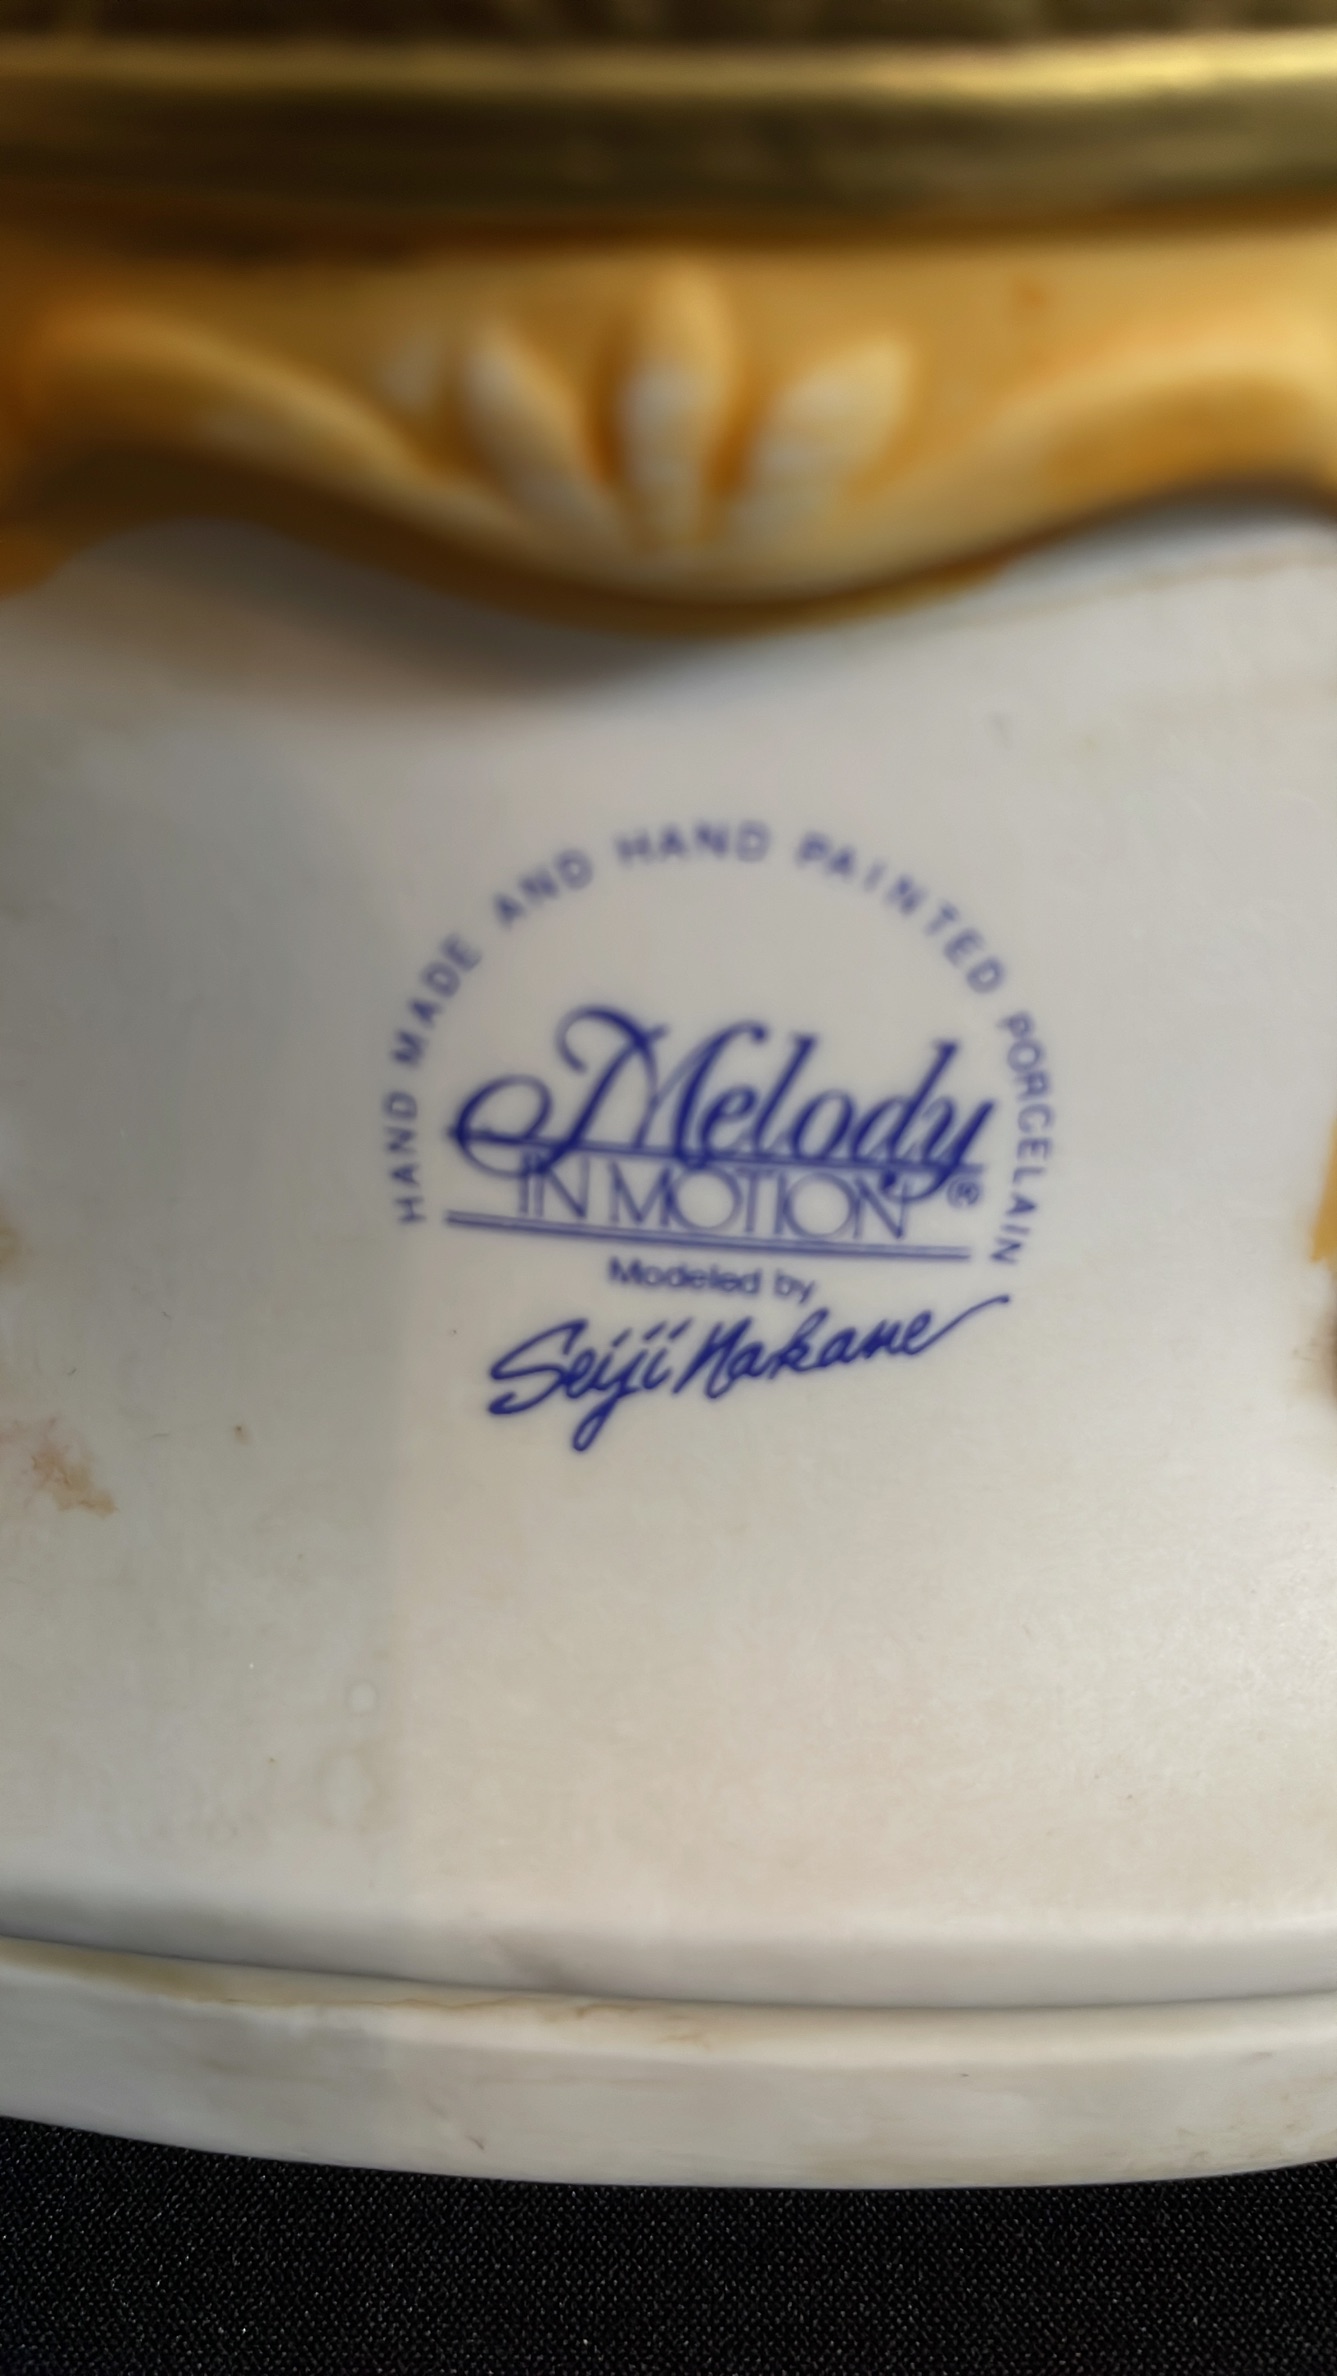 HAND MADE AND HAND PAINTED PORCELAIN
Melody
IN MOTION®
Modeled by
Seiji Nakane